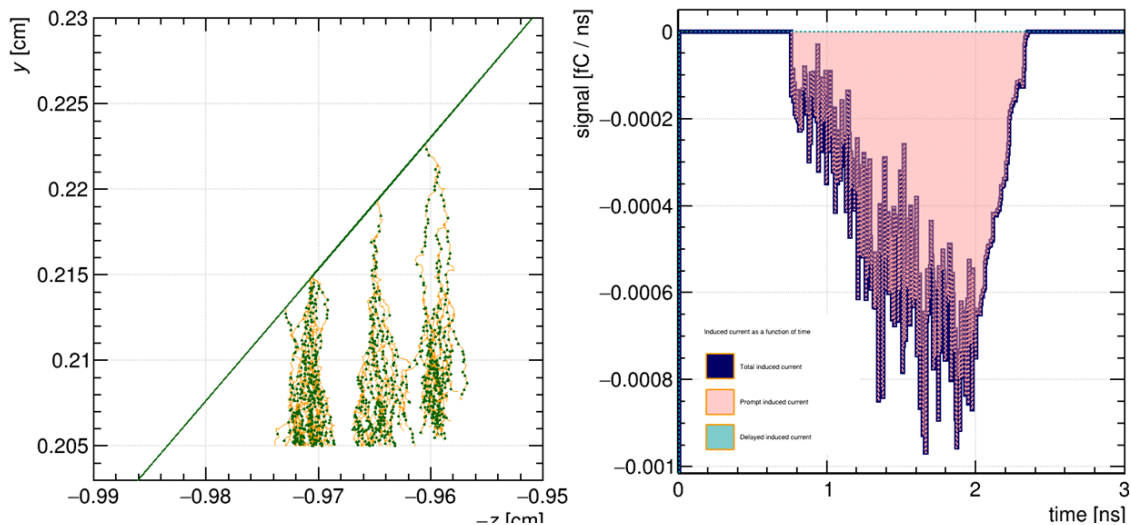 y [cm]
0.23
0.225
0.22
0.215
0.21
0.205
−0.99
−0.98
−0.97
−0.96
−0.95
−z [cm]
signal [fC / ns]
0
−0.0002
−0.0004
−0.0006
−0.0008
−0.001
Induced current as a function of time
Total induced current
Prompt induced current
Delayed induced current
0
1
2
3
time [ns]